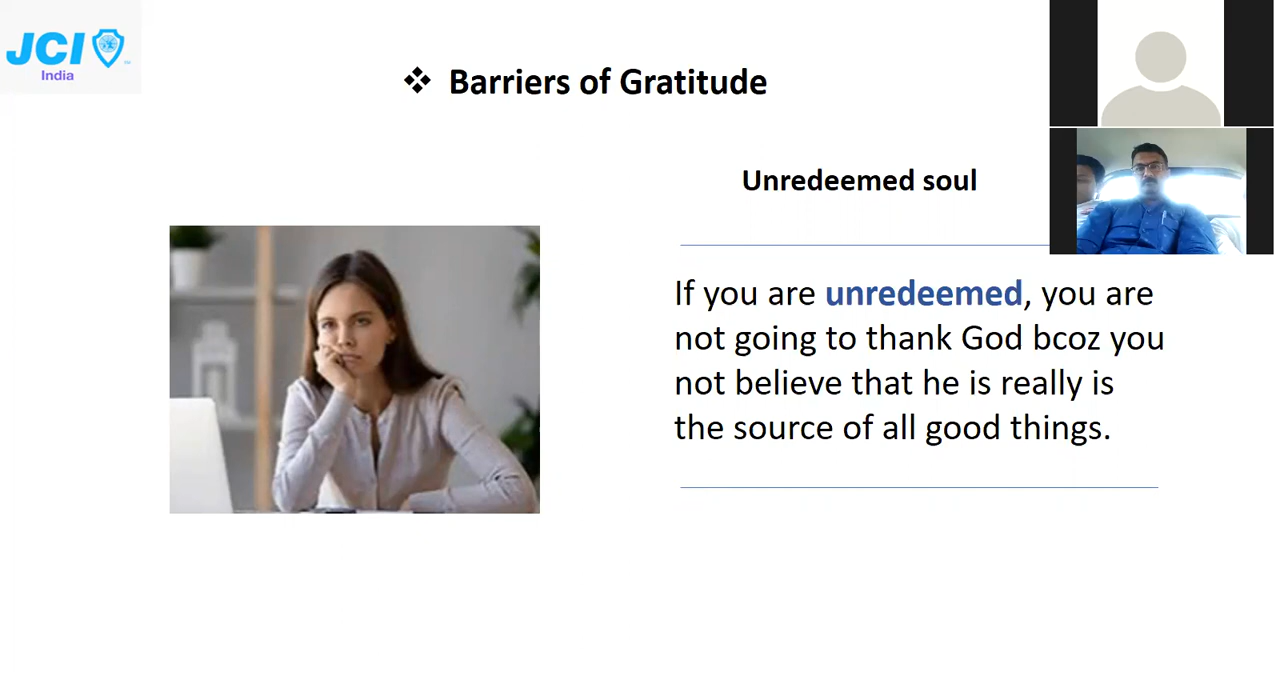 JCI
India
❖ Barriers of Gratitude
Unredeemed soul
If you are unredeemed, you are
not going to thank God bcoz you
not believe that he is really is
the source of all good things.